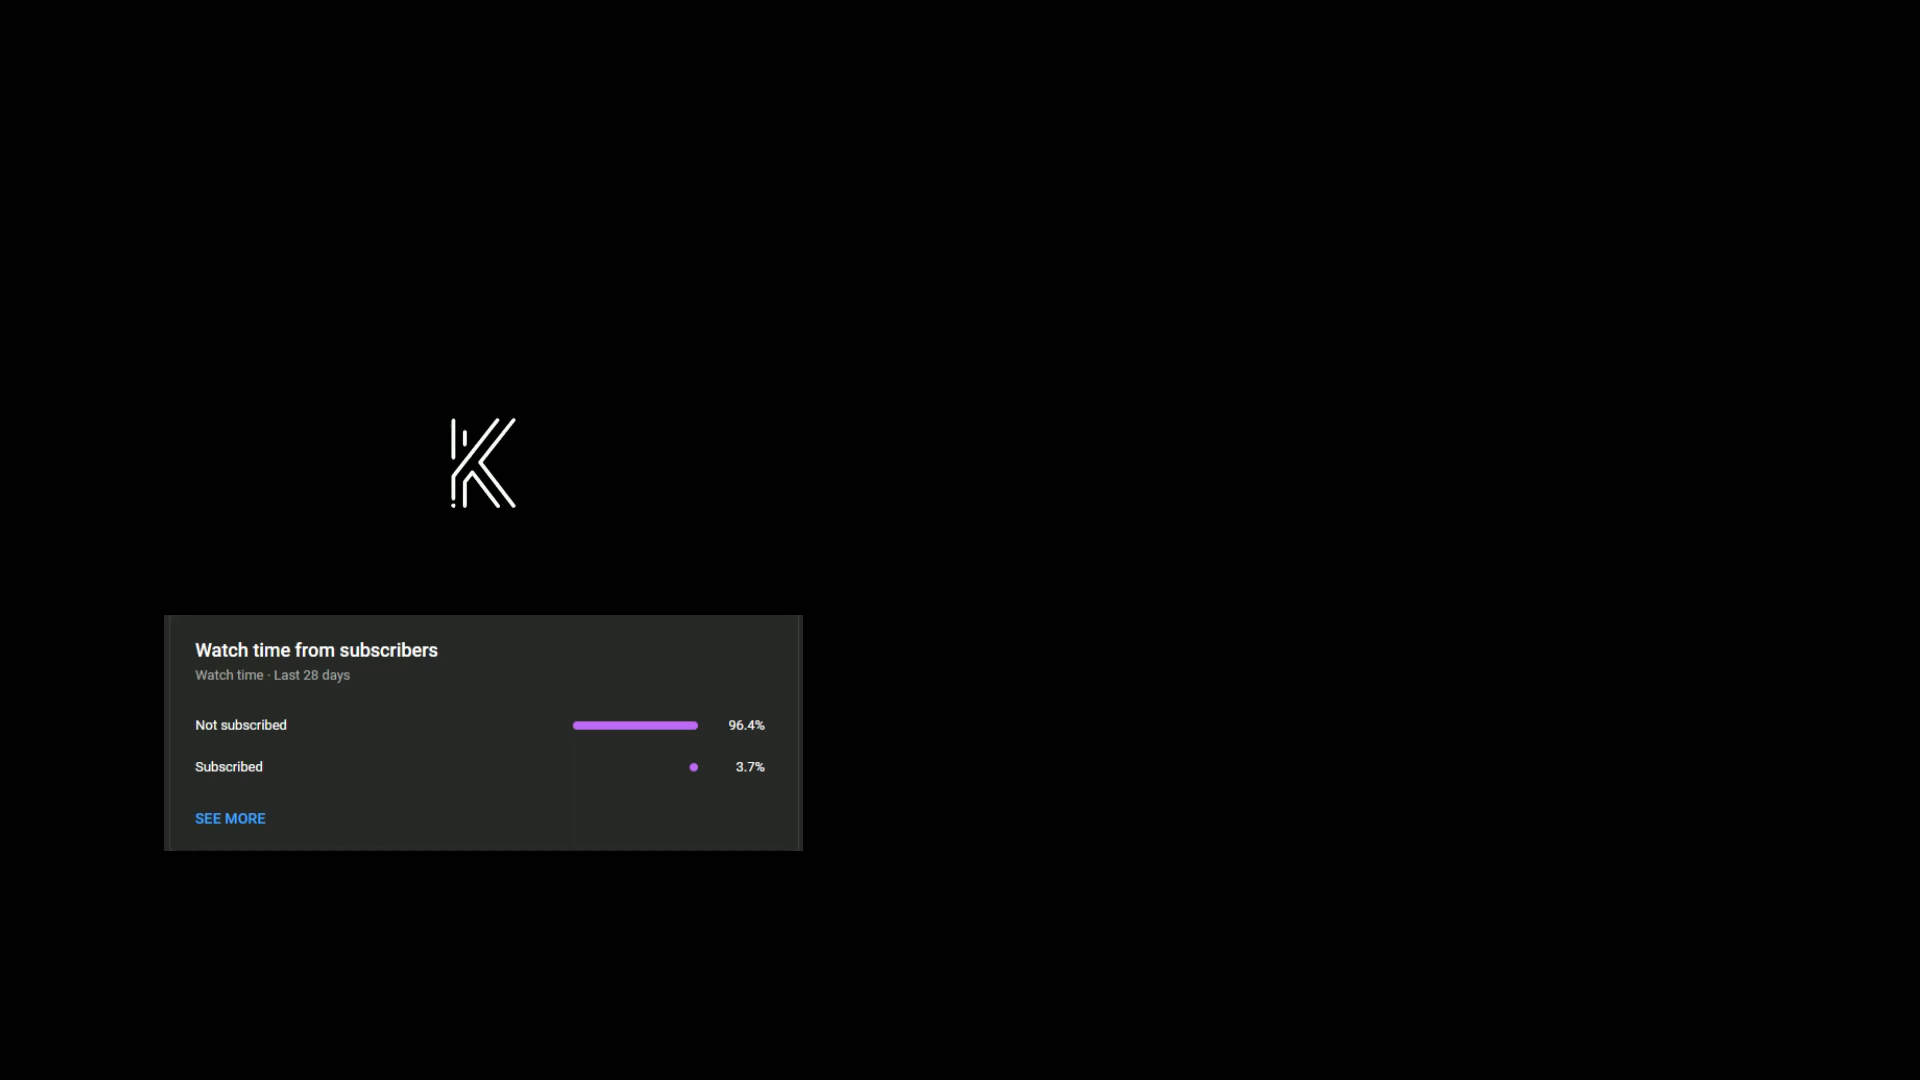 K
Watch time from subscribers
Watch time · Last 28 days
Not subscribed 96.4%
Subscribed 3.7%
SEE MORE